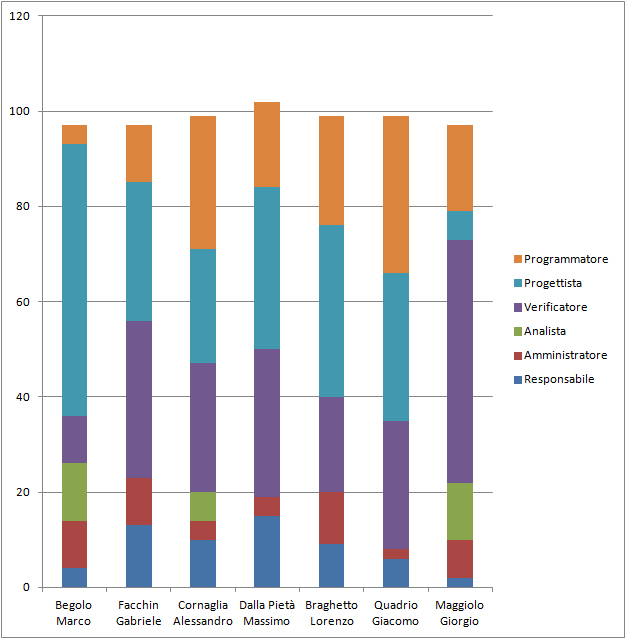 120
100
80
60
40
20
0
Programmatore
Progettista
Verificatore
Analista
Amministratore
Responsabile
Begolo Marco
Facchin Gabriele
Cornaglia Alessandro
Dalla Pietà Massimo
Braghetto Lorenzo
Quadrio Giacomo
Maggiolo Giorgio